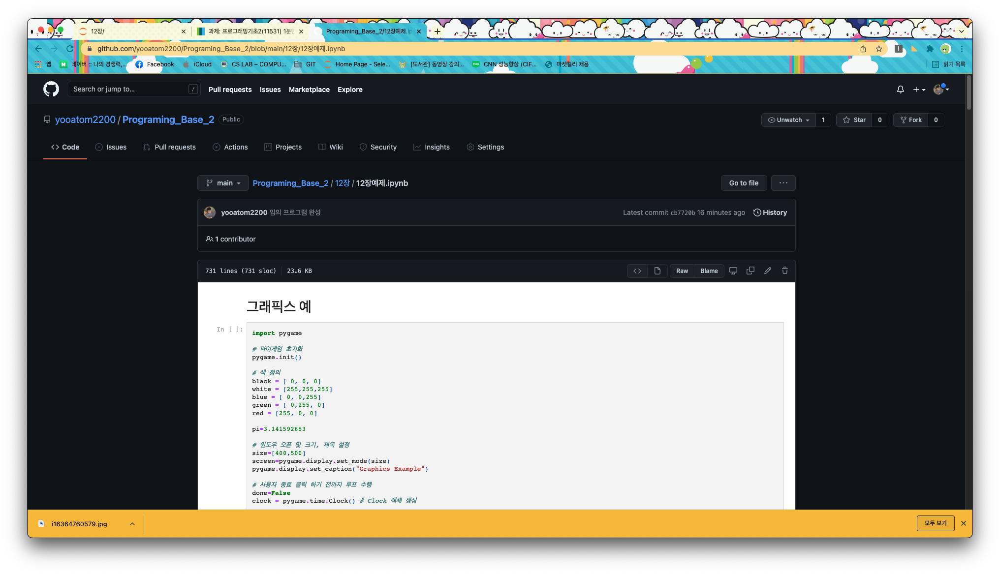 12장/
과제: 프로그래밍기초2(11531) 1분반
Programing_Base_2/12장예제.ip
github.com/yooatom2200/Programing_Base_2/blob/main/12장/12장예제.ipynb
앱
네이버 :: 나의 경쟁력,...
Facebook
iCloud
CS LAB – COMPU...
GIT
Home Page - Sele...
[도서관] 동영상 강의...
CNN 성능향상 (CIF...
마켓컬리 채용
읽기 목록
Search or jump to... /
Pull requests Issues Marketplace Explore
yooatom2200 / Programing_Base_2 Public
Unwatch 1 Star 0 Fork 0
Code Issues Pull requests Actions Projects Wiki Security Insights Settings
main Programing_Base_2 / 12장 / 12장예제.ipynb Go to file ...
yooatom2200 임의 프로그램 완성 Latest commit cb7720b 16 minutes ago History
1 contributor
731 lines (731 sloc) 23.6 KB <> Raw Blame
그래픽스 예
In [ ]:
import pygame
# 파이게임 초기화
pygame.init()
# 색 정의
black = [ 0, 0, 0]
white = [255,255,255]
blue = [ 0, 0,255]
green = [ 0,255, 0]
red = [255, 0, 0]
pi=3.141592653
# 윈도우 오픈 및 크기, 제목 설정
size=[400,500]
screen=pygame.display.set_mode(size)
pygame.display.set_caption("Graphics Example")
# 사용자 종료 클릭 하기 전까지 루프 수행
done=False
clock = pygame.time.Clock() # Clock 객체 생성
i16364760579.jpg
모두 보기